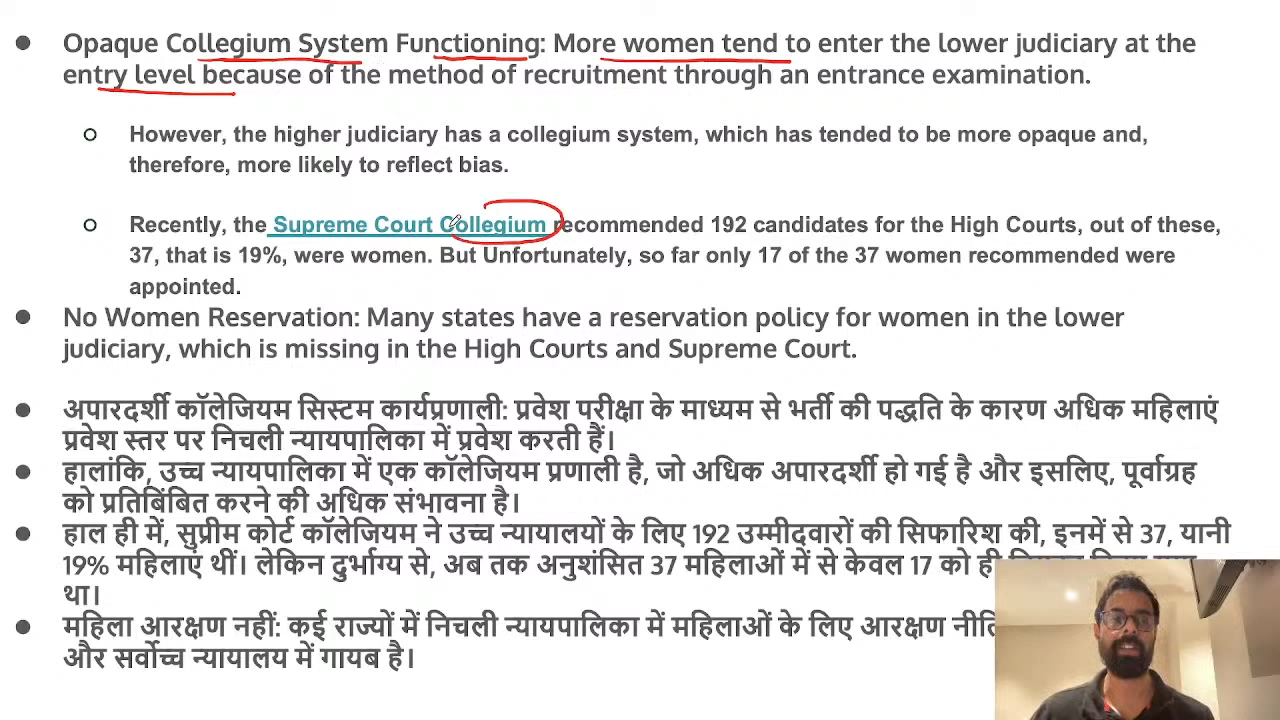 Opaque Collegium System Functioning: More women tend to enter the lower judiciary at the
entry level because of the method of recruitment through an entrance examination.
However, the higher judiciary has a collegium system, which has tended to be more opaque and,
therefore, more likely to reflect bias.
Recently, the Supreme Court Collegium recommended 192 candidates for the High Courts, out of these,
37, that is 19%, were women. But Unfortunately, so far only 17 of the 37 women recommended were
appointed.
No Women Reservation: Many states have a reservation policy for women in the lower
judiciary, which is missing in the High Courts and Supreme Court.
अपारदर्शी कॉलेजियम सिस्टम कार्यप्रणाली: प्रवेश परीक्षा के माध्यम से भर्ती की पद्धति के कारण अधिक महिलाएं
प्रवेश स्तर पर निचली न्यायपालिका में प्रवेश करती हैं।
हालांकि, उच्च न्यायपालिका में एक कॉलेजियम प्रणाली है, जो अधिक अपारदर्शी हो गई है और इसलिए, पूर्वाग्रह
को प्रतिबिंबित करने की अधिक संभावना है।
हाल ही में, सुप्रीम कोर्ट कॉलेजियम ने उच्च न्यायालयों के लिए 192 उम्मीदवारों की सिफारिश की, इनमें से 37, यानी
19% महिलाएं थीं। लेकिन दुर्भाग्य से, अब तक अनुशंसित 37 महिलाओं में से केवल 17 को ही
था।
महिला आरक्षण नहीं: कई राज्यों में निचली न्यायपालिका में महिलाओं के लिए आरक्षण
और सर्वोच्च न्यायालय में गायब है।